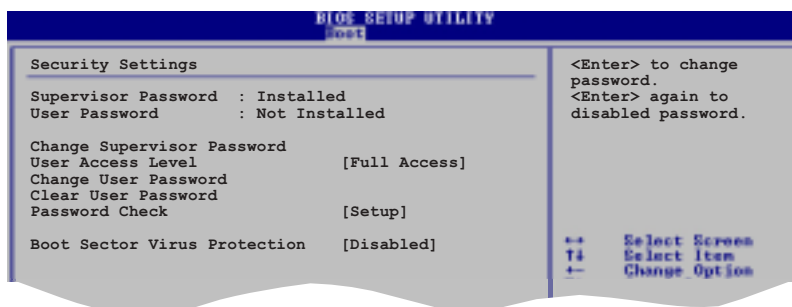 BIOS SETUP UTILITY
Boot
Security Settings
Supervisor Password : Installed
User Password : Not Installed
Change Supervisor Password
User Access Level [Full Access]
Change User Password
Clear User Password
Password Check [Setup]
Boot Sector Virus Protection [Disabled]
<Enter> to change
password.
<Enter> again to
disabled password.
←→ Select Screen
↑↓ Select Item
+- Change Option